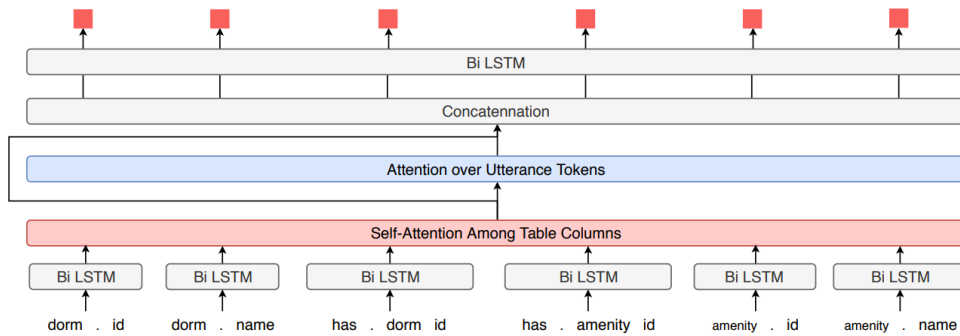 Bi LSTM
Concatennation
Attention over Utterance Tokens
Self-Attention Among Table Columns
Bi LSTM Bi LSTM Bi LSTM Bi LSTM Bi LSTM Bi LSTM
dorm . id dorm . name has . dorm id has . amenity id amenity . id amenity . name